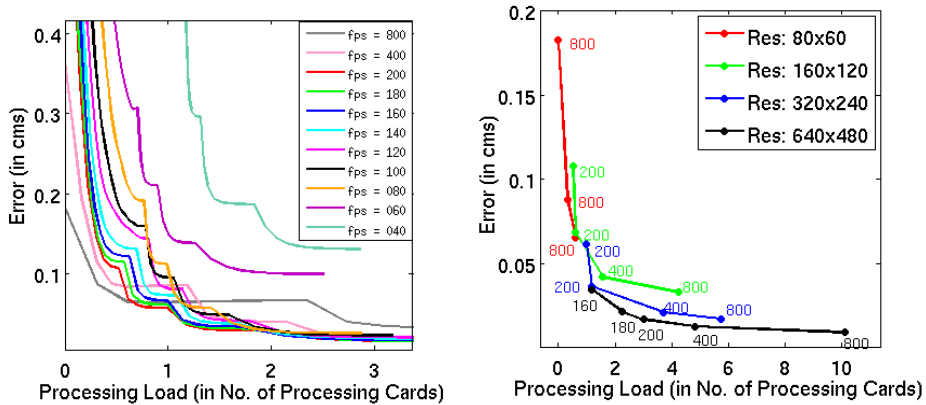 0.4
0.3
0.2
0.1
0
1
2
3
Error (in cms)
Processing Load (in No. of Processing Cards)
fps = 800
fps = 400
fps = 200
fps = 180
fps = 160
fps = 140
fps = 120
fps = 100
fps = 080
fps = 060
fps = 040
0.2
0.15
0.1
0.05
0
2
4
6
8
10
Error (in cms)
Processing Load (in No. of Processing Cards)
Res: 80x60
Res: 160x120
Res: 320x240
Res: 640x480
800
200
800
200
800
200
400
800
200
160
400
800
180
200
400
800